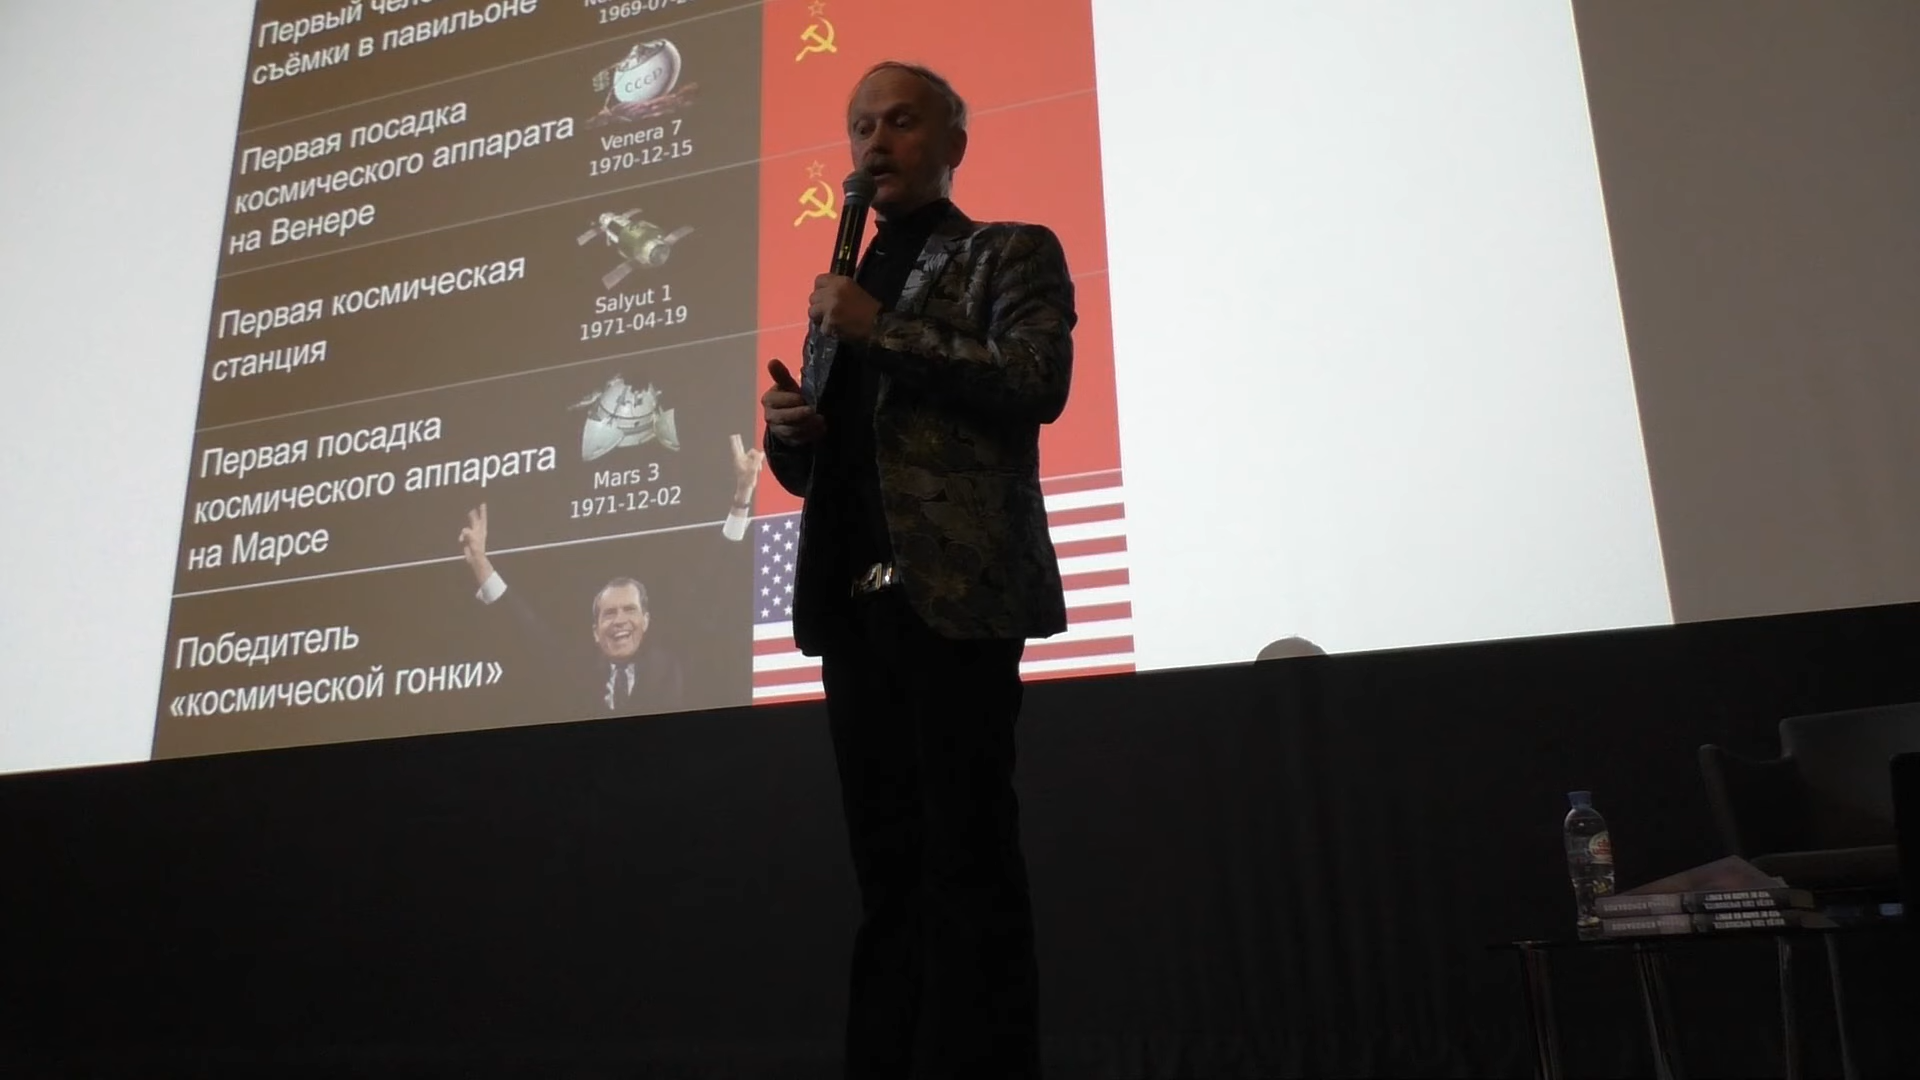 Первый
съёмки в павильоне
1969-07-2
СССР
Первая посадка
космического аппарата
на Венере
Venera 7
1970-12-15
Первая космическая
станция
Salyut 1
1971-04-19
Первая посадка
космического аппарата
на Марсе
Mars 3
1971-12-02
Победитель
«космической гонки»